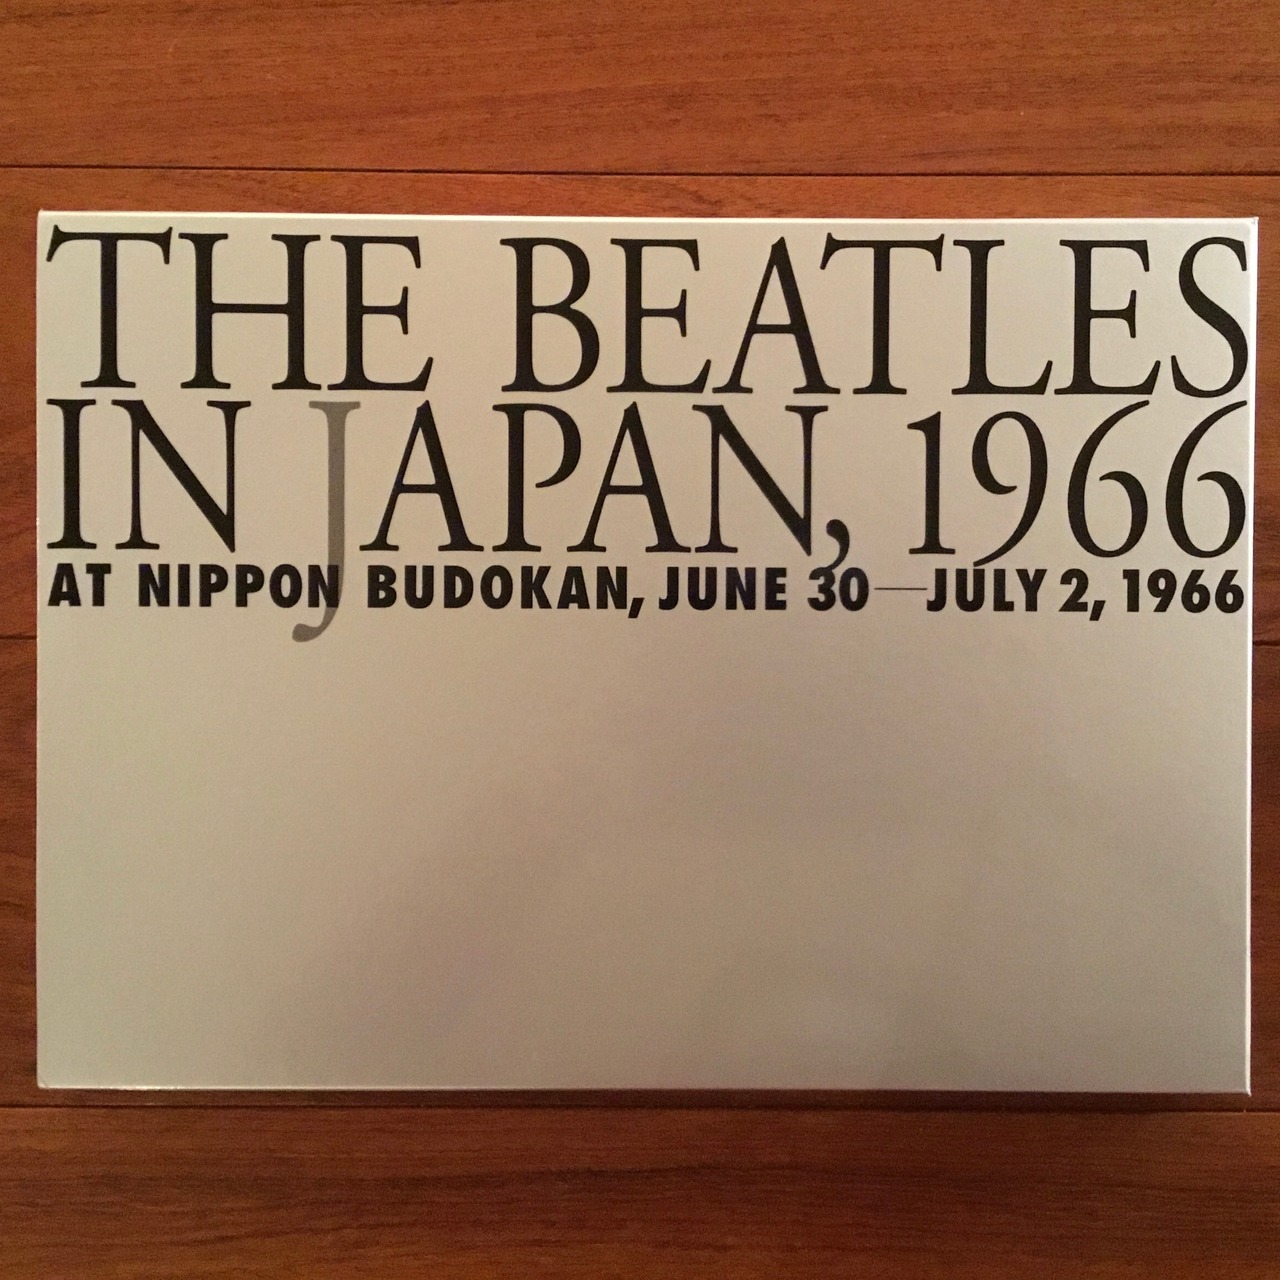 THE BEATLES
IN JAPAN, 1966
AT NIPPON BUDOKAN, JUNE 30—JULY 2, 1966